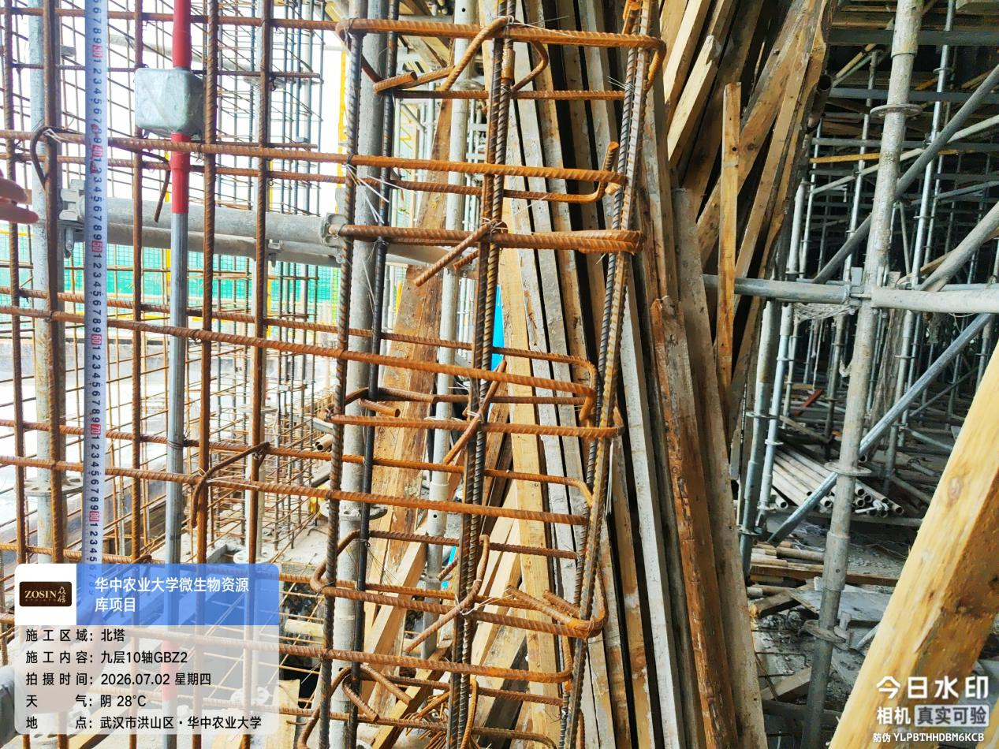 ZOSIN
华中农业大学微生物资源
库项目
施工区域：北塔
施工内容：九层10轴GBZ2
拍摄时间：2026.07.02 星期四
天气：阴 28℃
地点：武汉市洪山区·华中农业大学
今日水印
相机 真实可验
防伪 YLPBTHHDBM6KCB